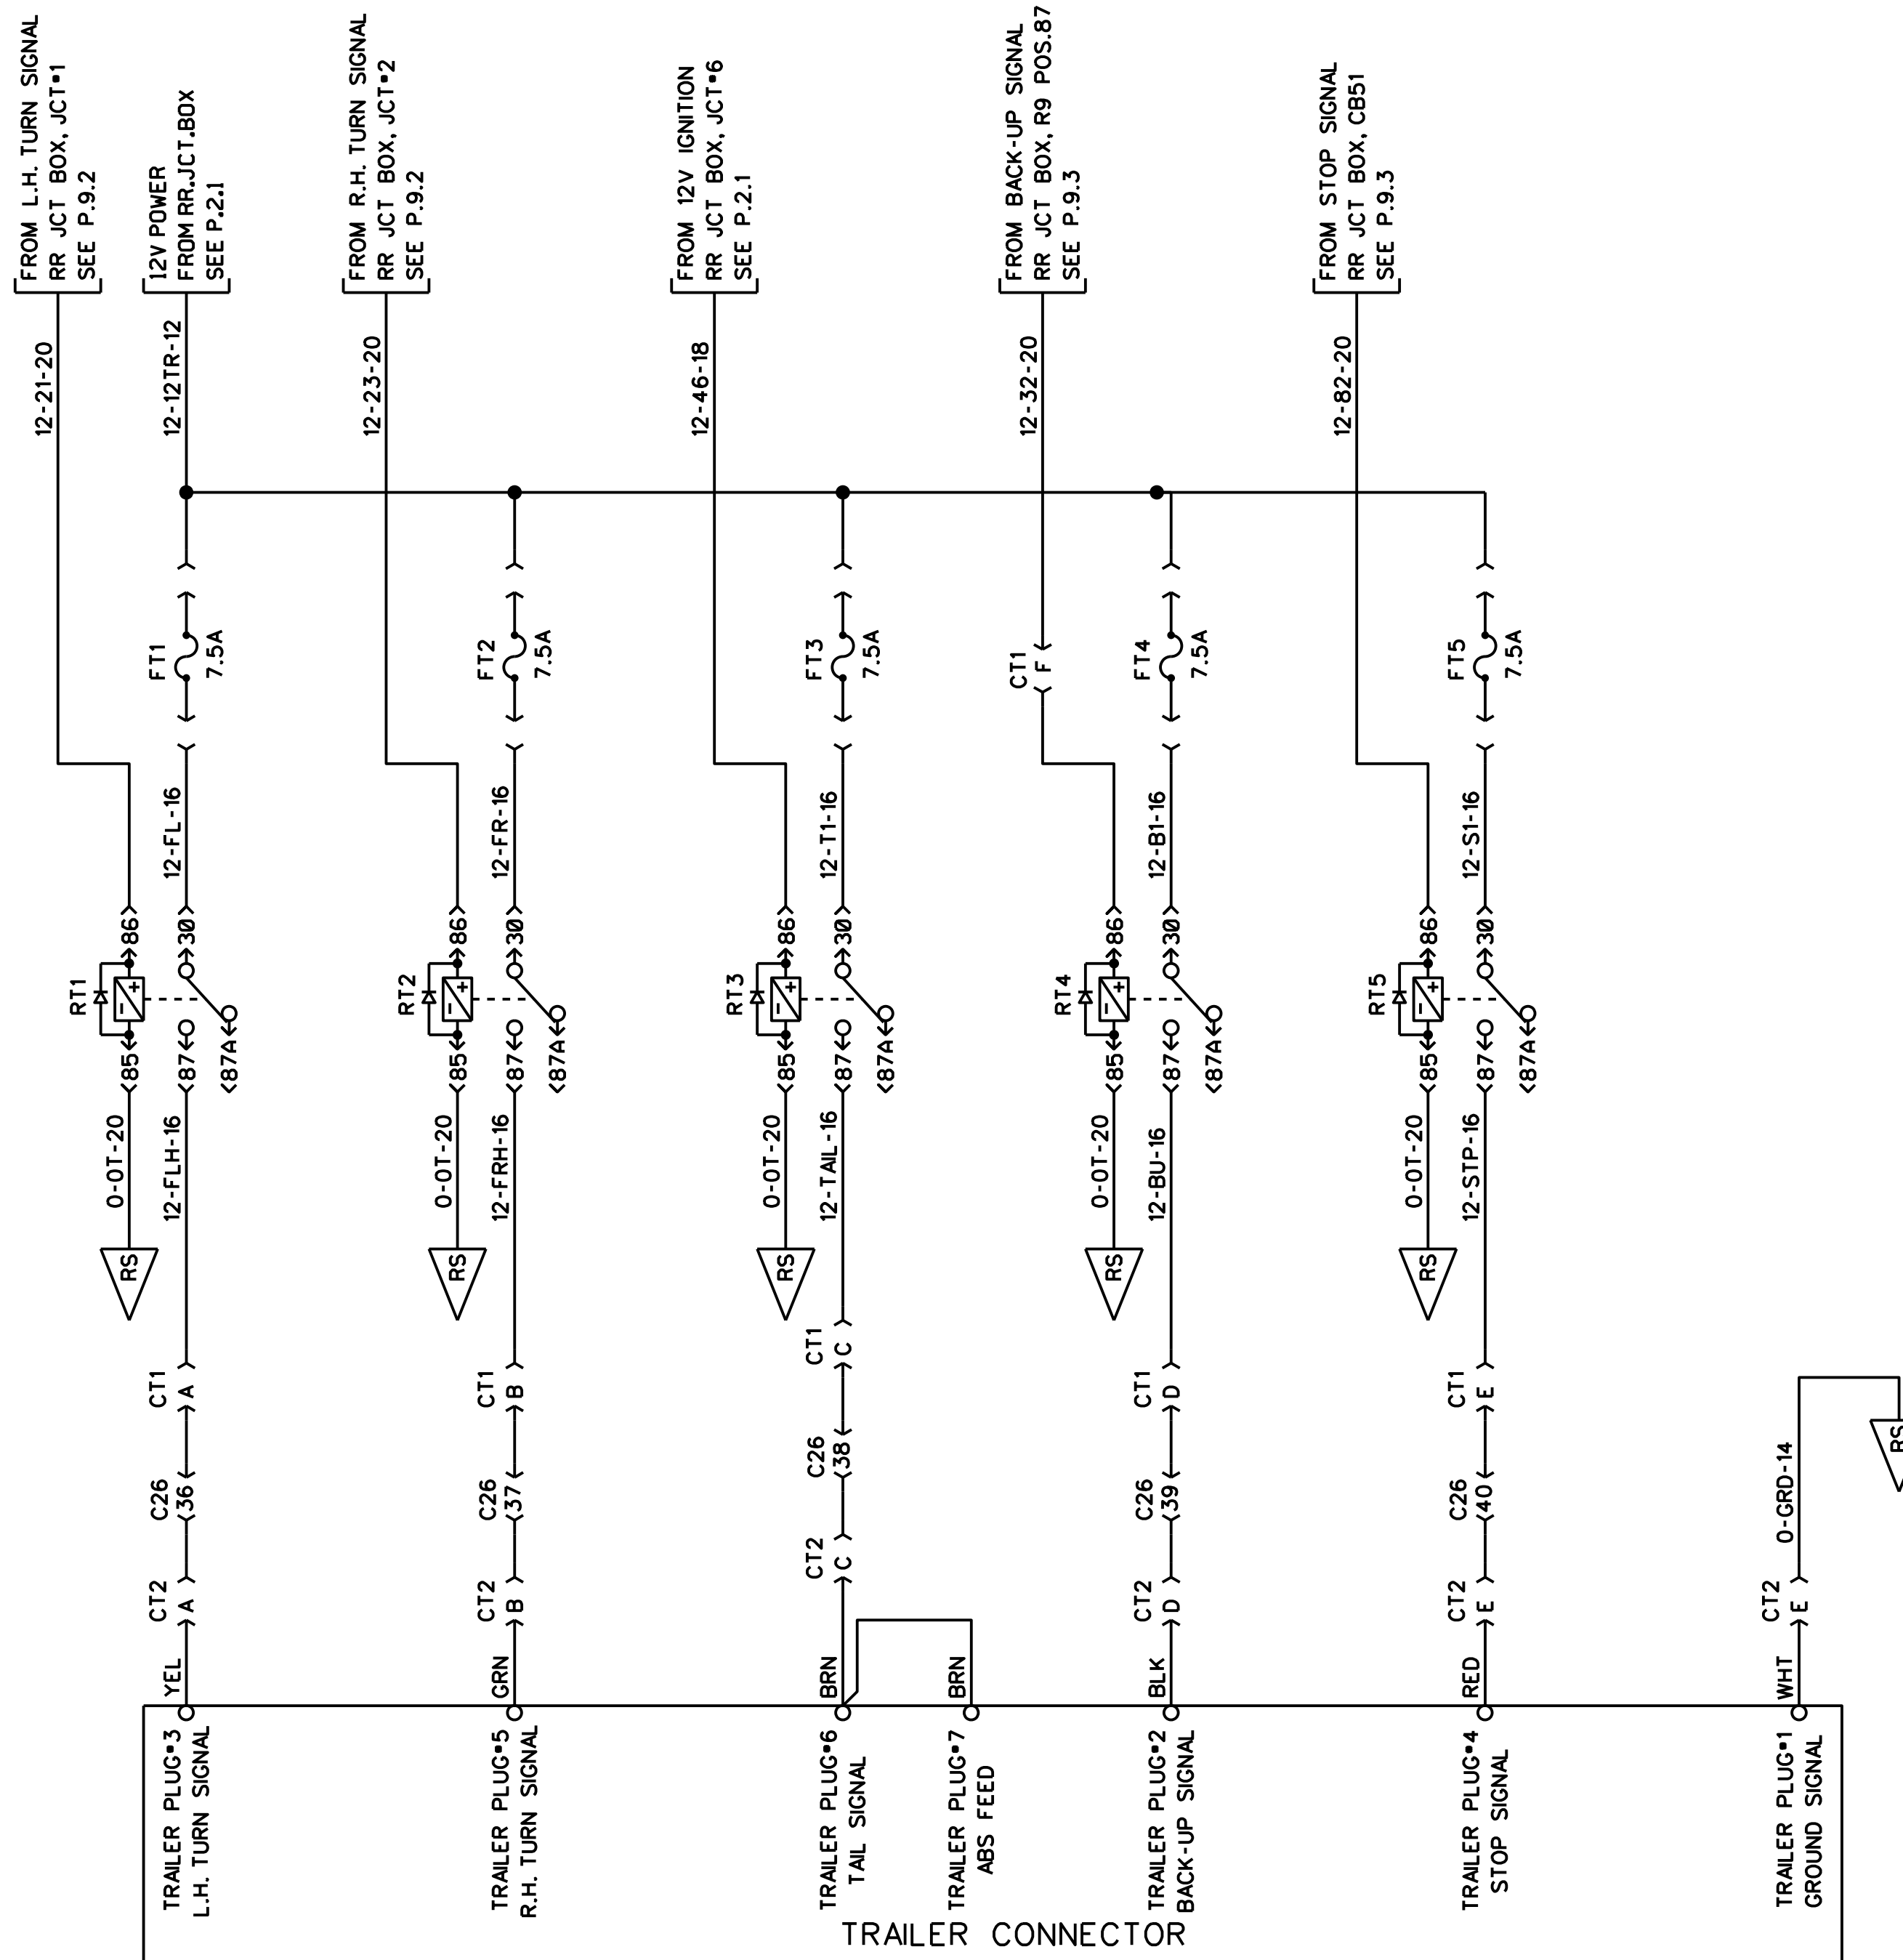 FROM L.H. TURN SIGNAL
RR JCT BOX, JCT•1
SEE P.9.2
12V POWER
FROM RR.JCT.BOX
SEE P.2.1
FROM R.H. TURN SIGNAL
RR JCT BOX, JCT•2
SEE P.9.2
FROM 12V IGNITION
RR JCT BOX, JCT•6
SEE P.2.1
FROM BACK-UP SIGNAL
RR JCT BOX, R9 POS.87
SEE P.9.3
FROM STOP SIGNAL
RR JCT BOX, CB51
SEE P.9.3
12-21-20
12-12TR-12
12-23-20
12-46-18
12-32-20
12-82-20
FT1
7.5A
FT2
7.5A
FT3
7.5A
CT1
F
FT4
7.5A
FT5
7.5A
12-FL-16
12-FR-16
12-T1-16
12-B1-16
12-S1-16
RT1
86
30
85
87
87A
RT2
86
30
85
87
87A
RT3
86
30
85
87
87A
RT4
86
30
85
87
87A
RT5
86
30
85
87
87A
0-0T-20
12-FLH-16
0-0T-20
12-FRH-16
0-0T-20
12-TAIL-16
0-0T-20
12-BU-16
0-0T-20
12-STP-16
RS
RS
RS
RS
RS
CT1
A
CT1
B
CT1
C
CT1
D
CT1
E
C26
36
C26
37
C26
38
C26
39
C26
40
0-GRD-14
RS
CT2
A
CT2
B
CT2
C
CT2
D
CT2
E
CT2
E
YEL
GRN
BRN
BRN
BLK
RED
WHT
TRAILER PLUG•3
L.H. TURN SIGNAL
TRAILER PLUG•5
R.H. TURN SIGNAL
TRAILER PLUG•6
TAIL SIGNAL
TRAILER PLUG•7
ABS FEED
TRAILER PLUG•2
BACK-UP SIGNAL
TRAILER PLUG•4
STOP SIGNAL
TRAILER PLUG•1
GROUND SIGNAL
TRAILER CONNECTOR